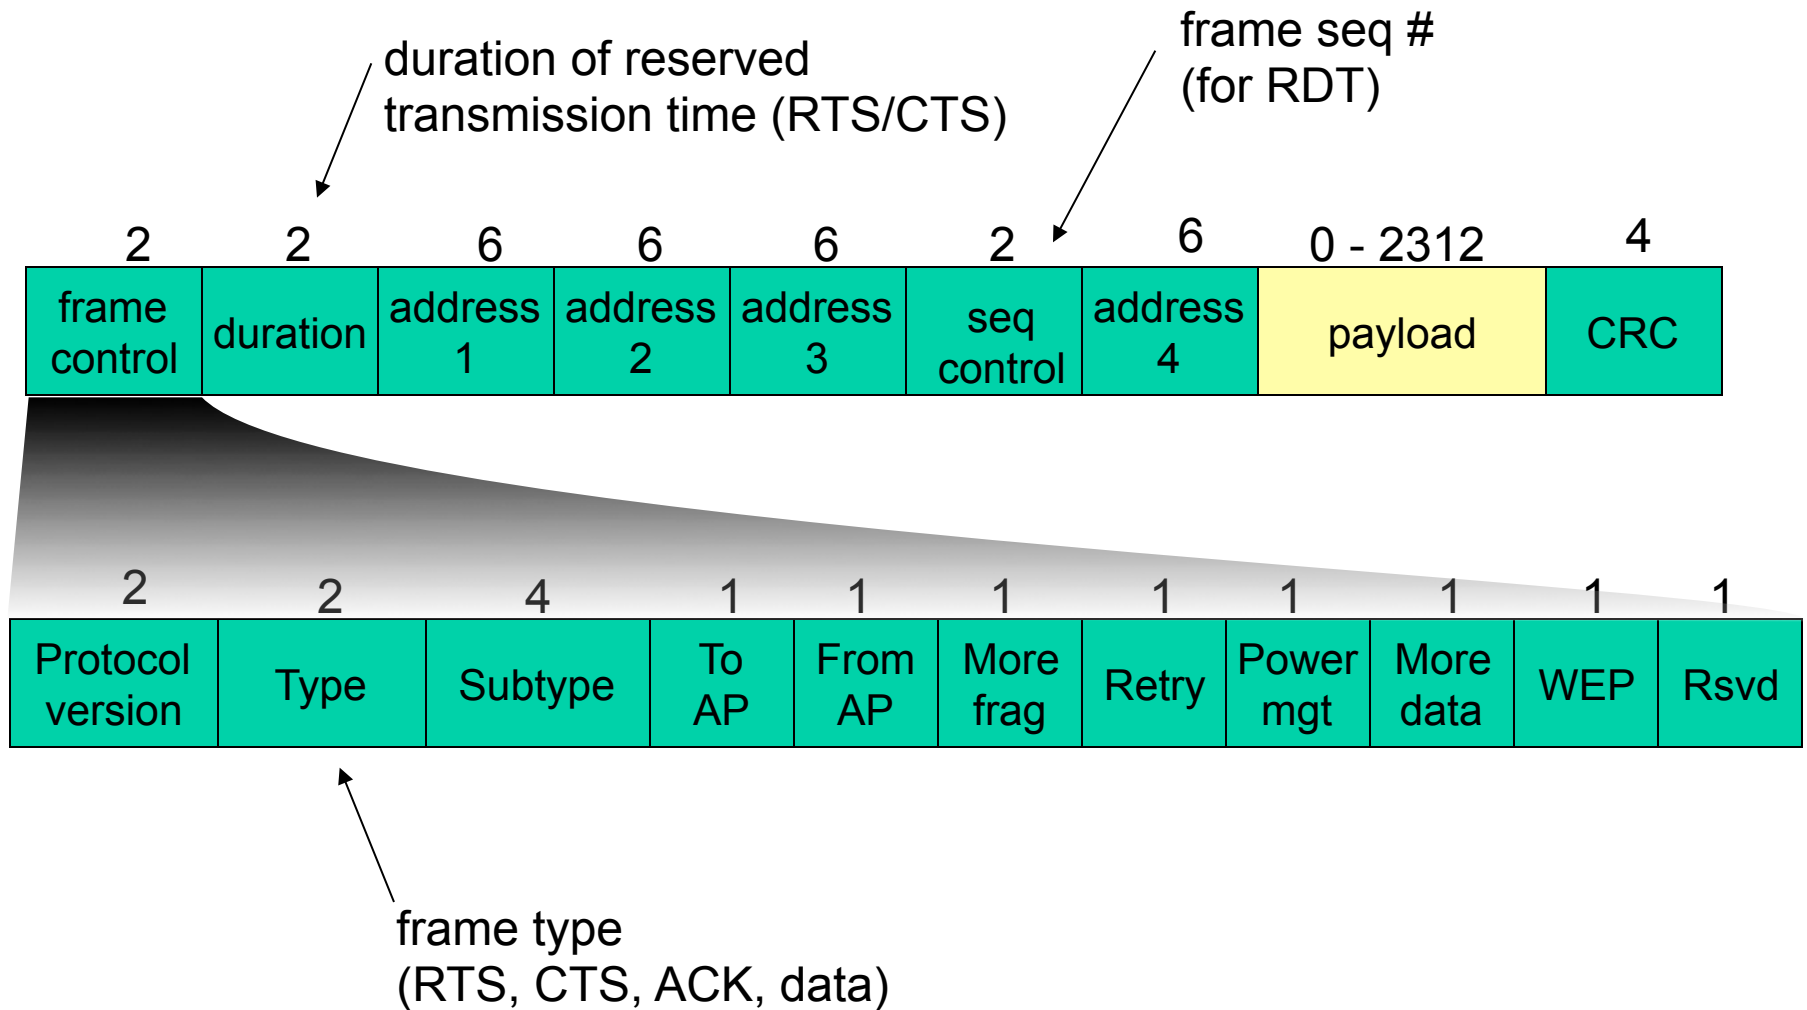 duration of reserved
transmission time (RTS/CTS)
frame seq #
(for RDT)
2 2 6 6 6 2 6 0 - 2312 4
frame
control
duration
address
1
address
2
address
3
seq
control
address
4
payload
CRC
2 2 4 1 1 1 1 1 1 1 1
Protocol
version
Type
Subtype
To
AP
From
AP
More
frag
Retry
Power
mgt
More
data
WEP
Rsvd
frame type
(RTS, CTS, ACK, data)